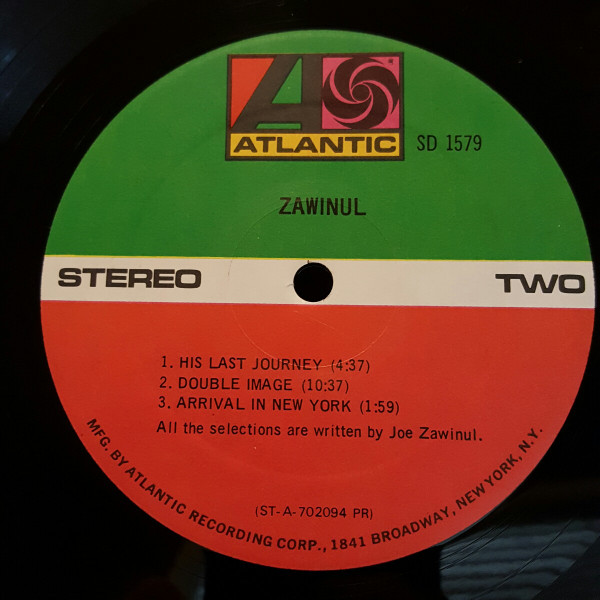 ATLANTIC
SD 1579
ZAWINUL
STEREO
TWO
1. HIS LAST JOURNEY (4:37)
2. DOUBLE IMAGE (10:37)
3. ARRIVAL IN NEW YORK (1:59)
All the selections are written by Joe Zawinul.
(ST-A-702094 PR)
MFG. BY ATLANTIC RECORDING CORP., 1841 BROADWAY, NEW YORK, N.Y.